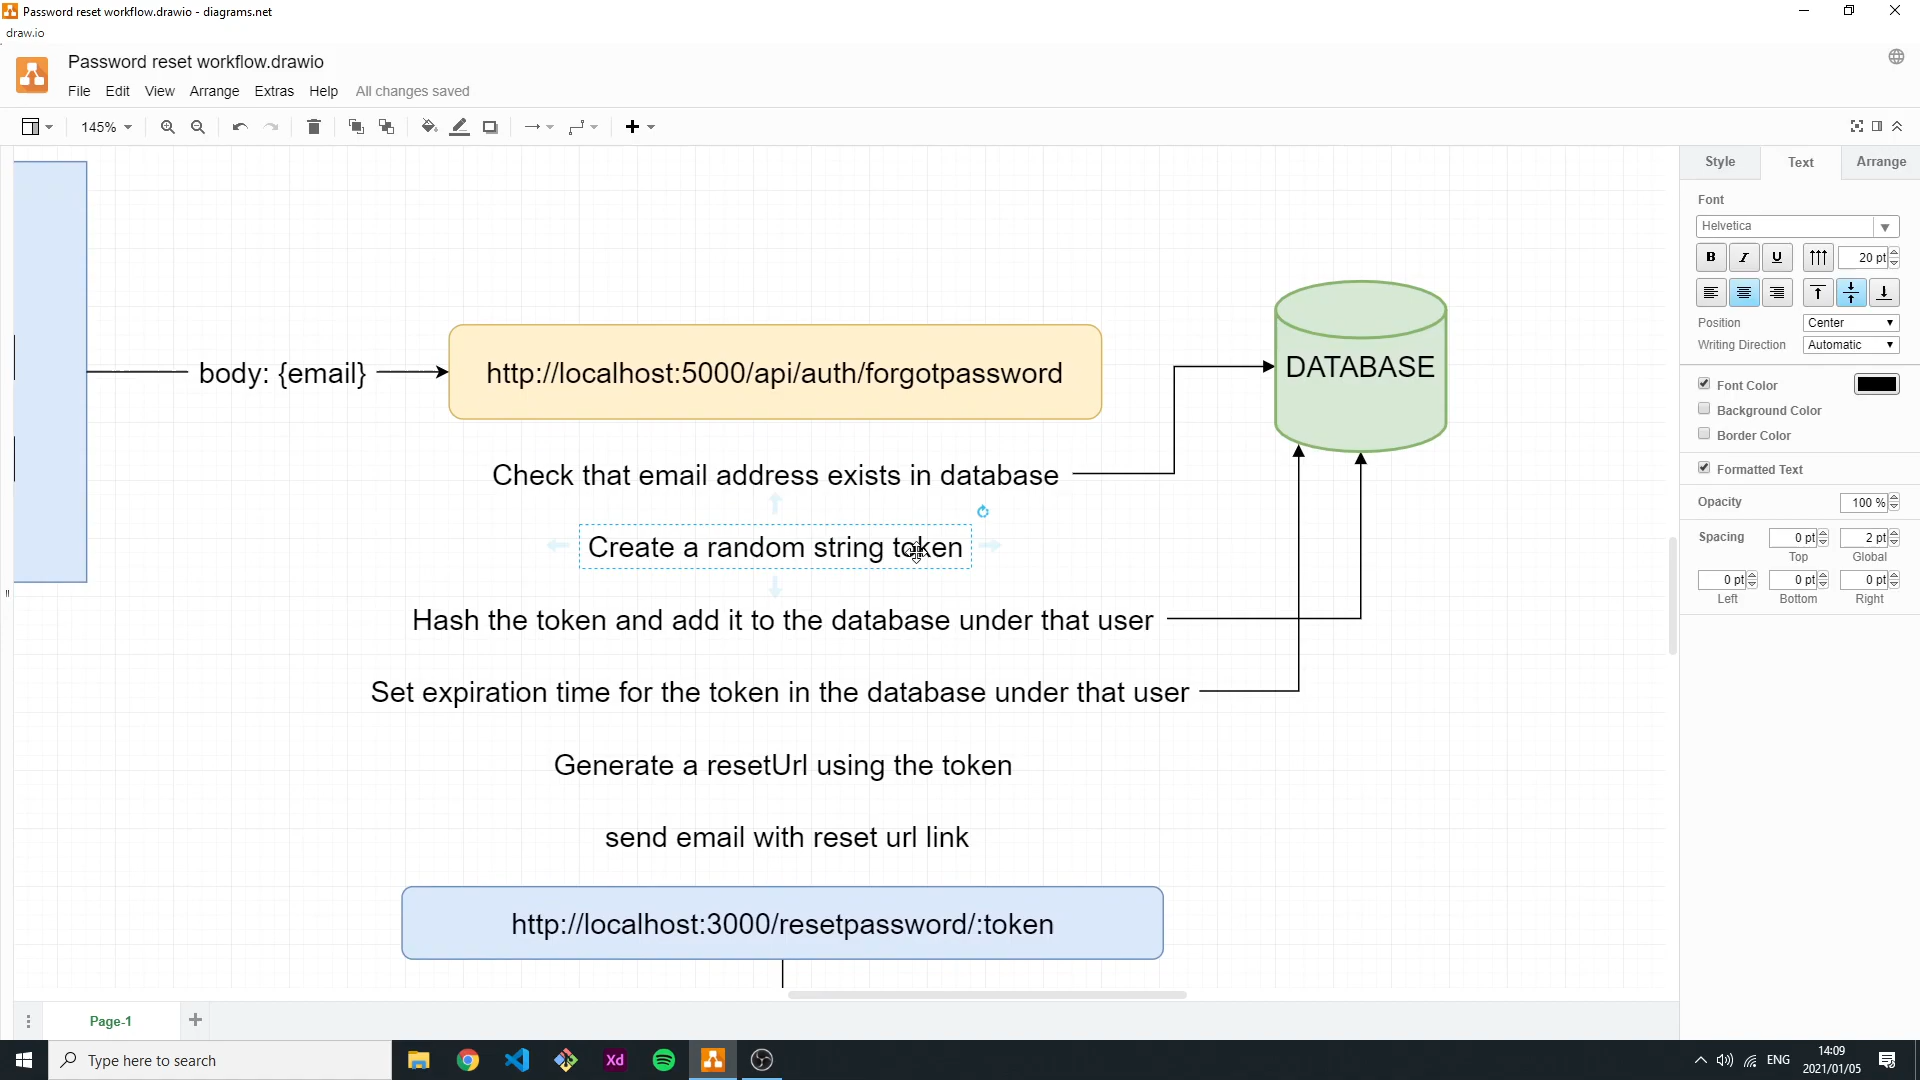 Password reset workflow.drawio - diagrams.net
draw.io
Password reset workflow.drawio
File Edit View Arrange Extras Help All changes saved
145%
Style Text Arrange
Font
Helvetica
B I U 20 pt
Position Center
Writing Direction Automatic
Font Color
Background Color
Border Color
Formatted Text
Opacity 100 %
Spacing 0 pt 2 pt
Top Global
0 pt 0 pt 0 pt
Left Bottom Right
body: {email}
http://localhost:5000/api/auth/forgotpassword
DATABASE
Check that email address exists in database
Create a random string token
Hash the token and add it to the database under that user
Set expiration time for the token in the database under that user
Generate a resetUrl using the token
send email with reset url link
http://localhost:3000/resetpassword/:token
Page-1
Type here to search
Xd
ENG
14:09
2021/01/05